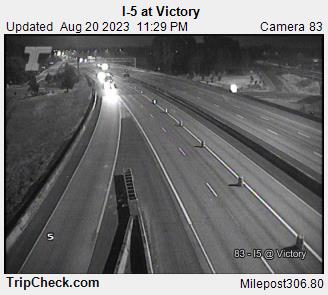 I-5 at Victory
Updated Aug 20 2023 11:29 PM Camera 83
T
S
83 - I5 @ Victory
TripCheck.com Milepost306.80